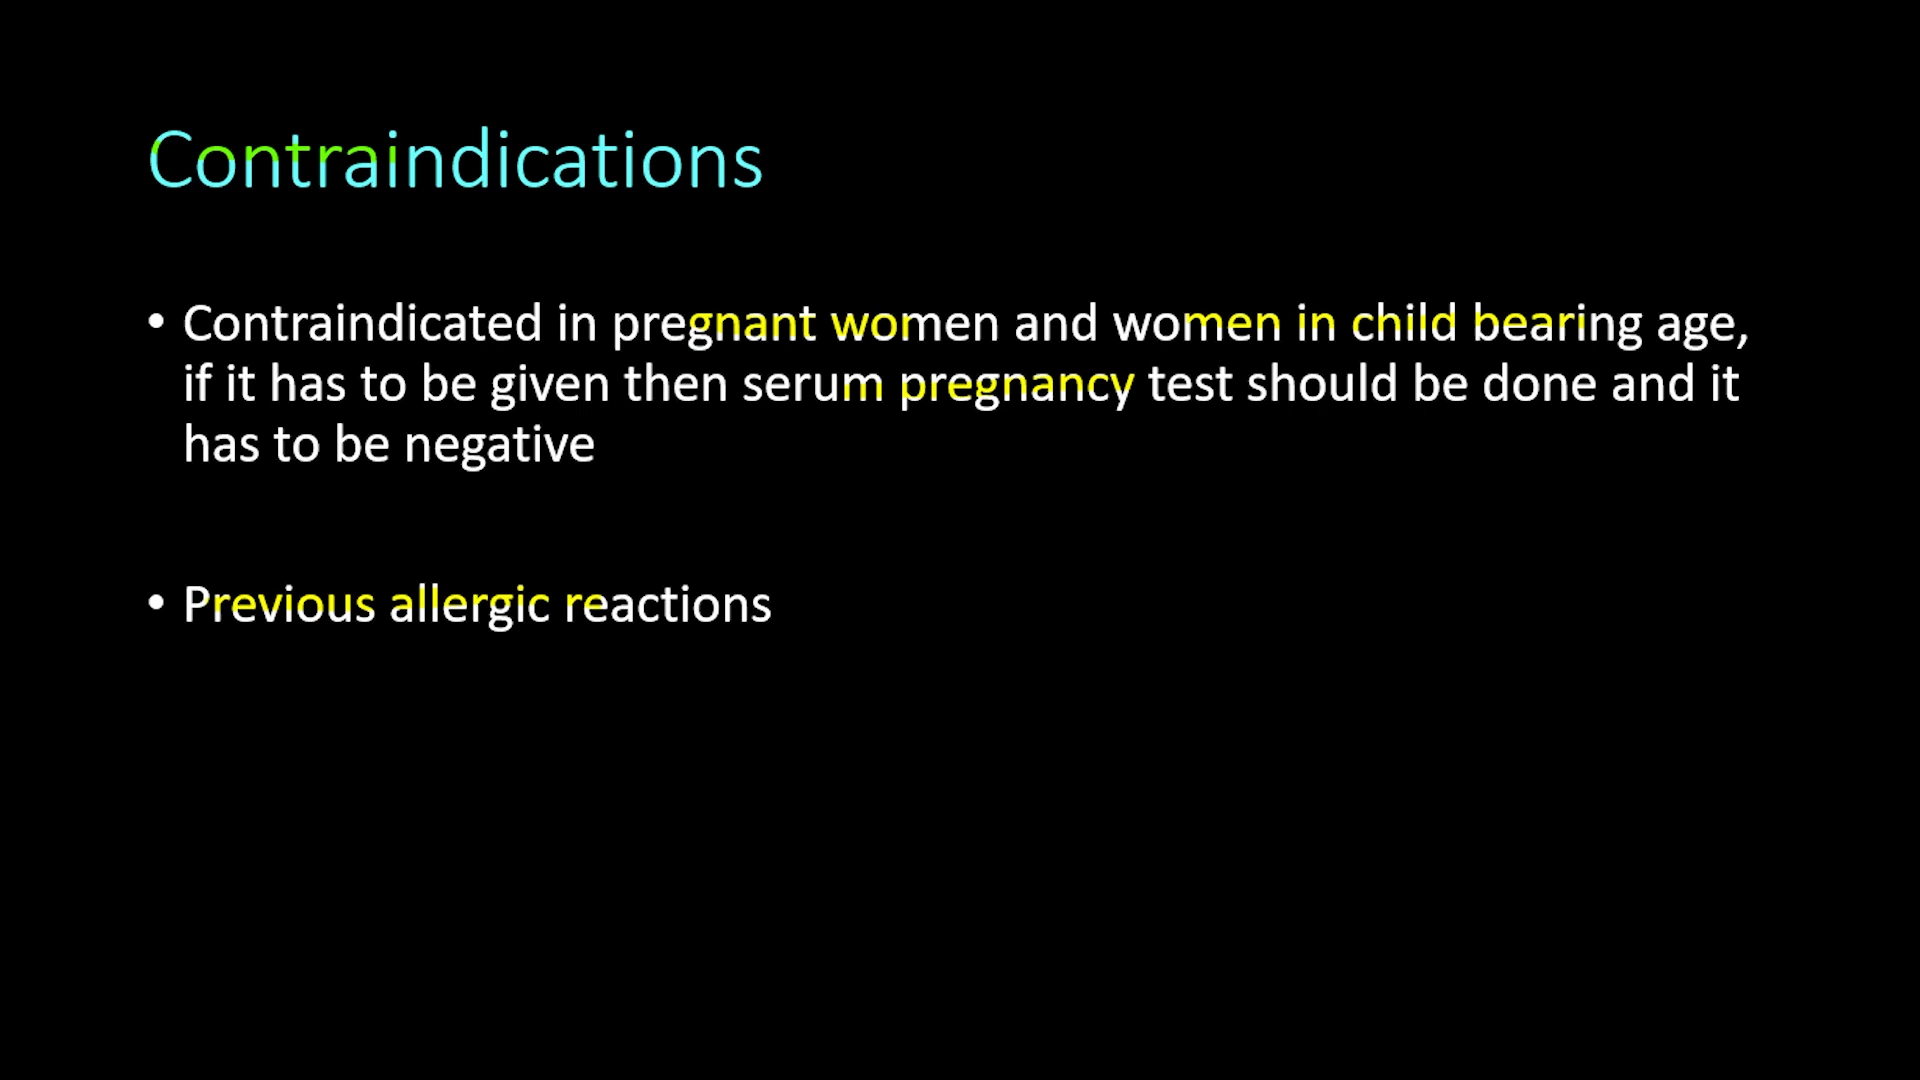 Contraindications
• Contraindicated in pregnant women and women in child bearing age,
if it has to be given then serum pregnancy test should be done and it
has to be negative
• Previous allergic reactions